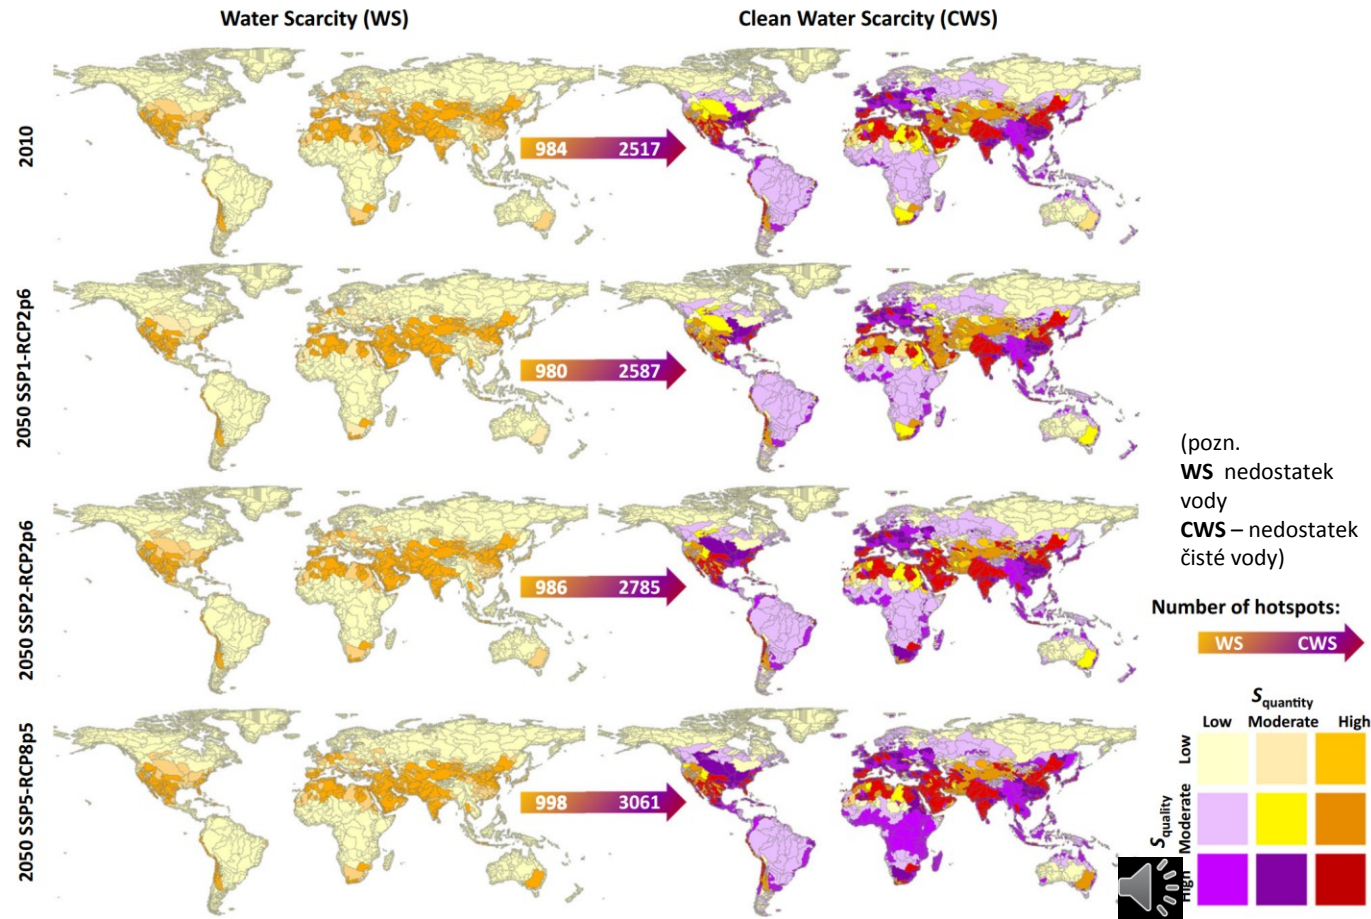 Water Scarcity (WS)
Clean Water Scarcity (CWS)
2010
984 2517
2050 SSP1-RCP2p6
980 2587
2050 SSP2-RCP2p6
986 2785
2050 SSP5-RCP8p5
998 3061
(pozn.
WS nedostatek
vody
CWS – nedostatek
čisté vody)
Number of hotspots:
WS CWS
Squantity
Low Moderate High
Squality
Low
Moderate
High